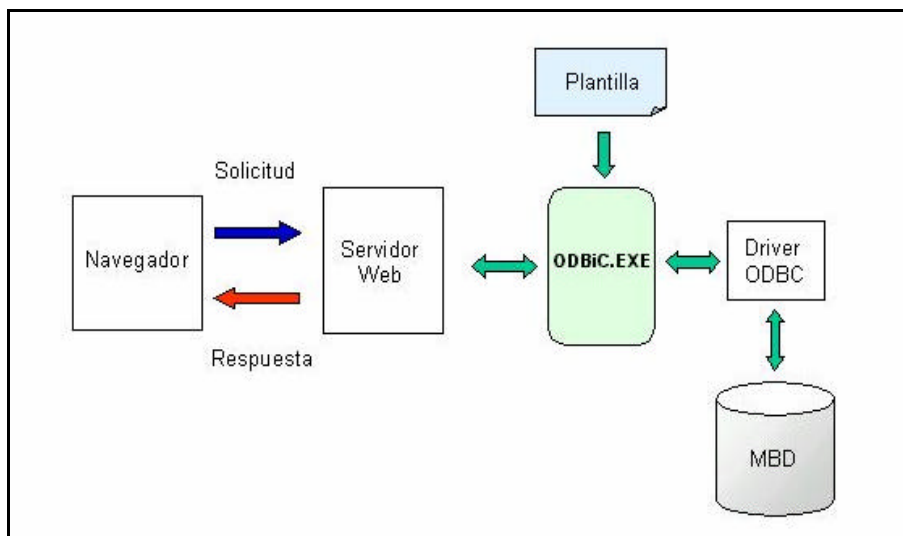 Plantilla
Solicitud
Navegador
Servidor
Web
ODBiC.EXE
Driver
ODBC
Respuesta
MBD